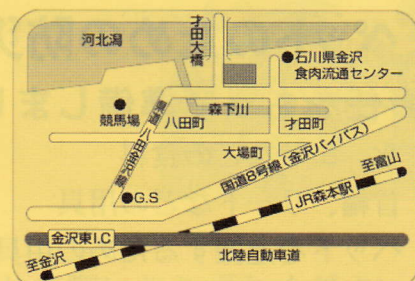 河北潟
才田大橋
石川県金沢
食肉流通センター
競馬場
県道八田金沢線
森下川
八田町
才田町
大場町
国道8号線(金沢バイパス)
至富山
G.S
JR森本駅
金沢東I.C
北陸自動車道
至金沢